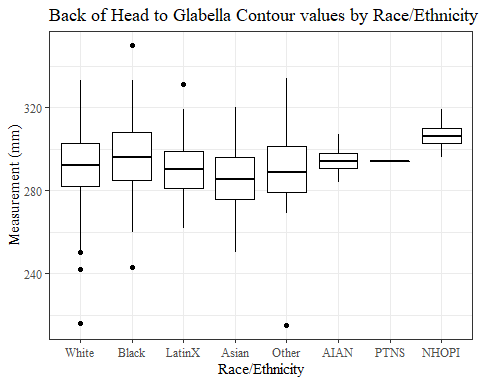 Back of Head to Glabella Contour values by Race/Ethnicity
Measurement (mm)
320
280
240
White Black LatinX Asian Other AIAN PTNS NHOPI
Race/Ethnicity